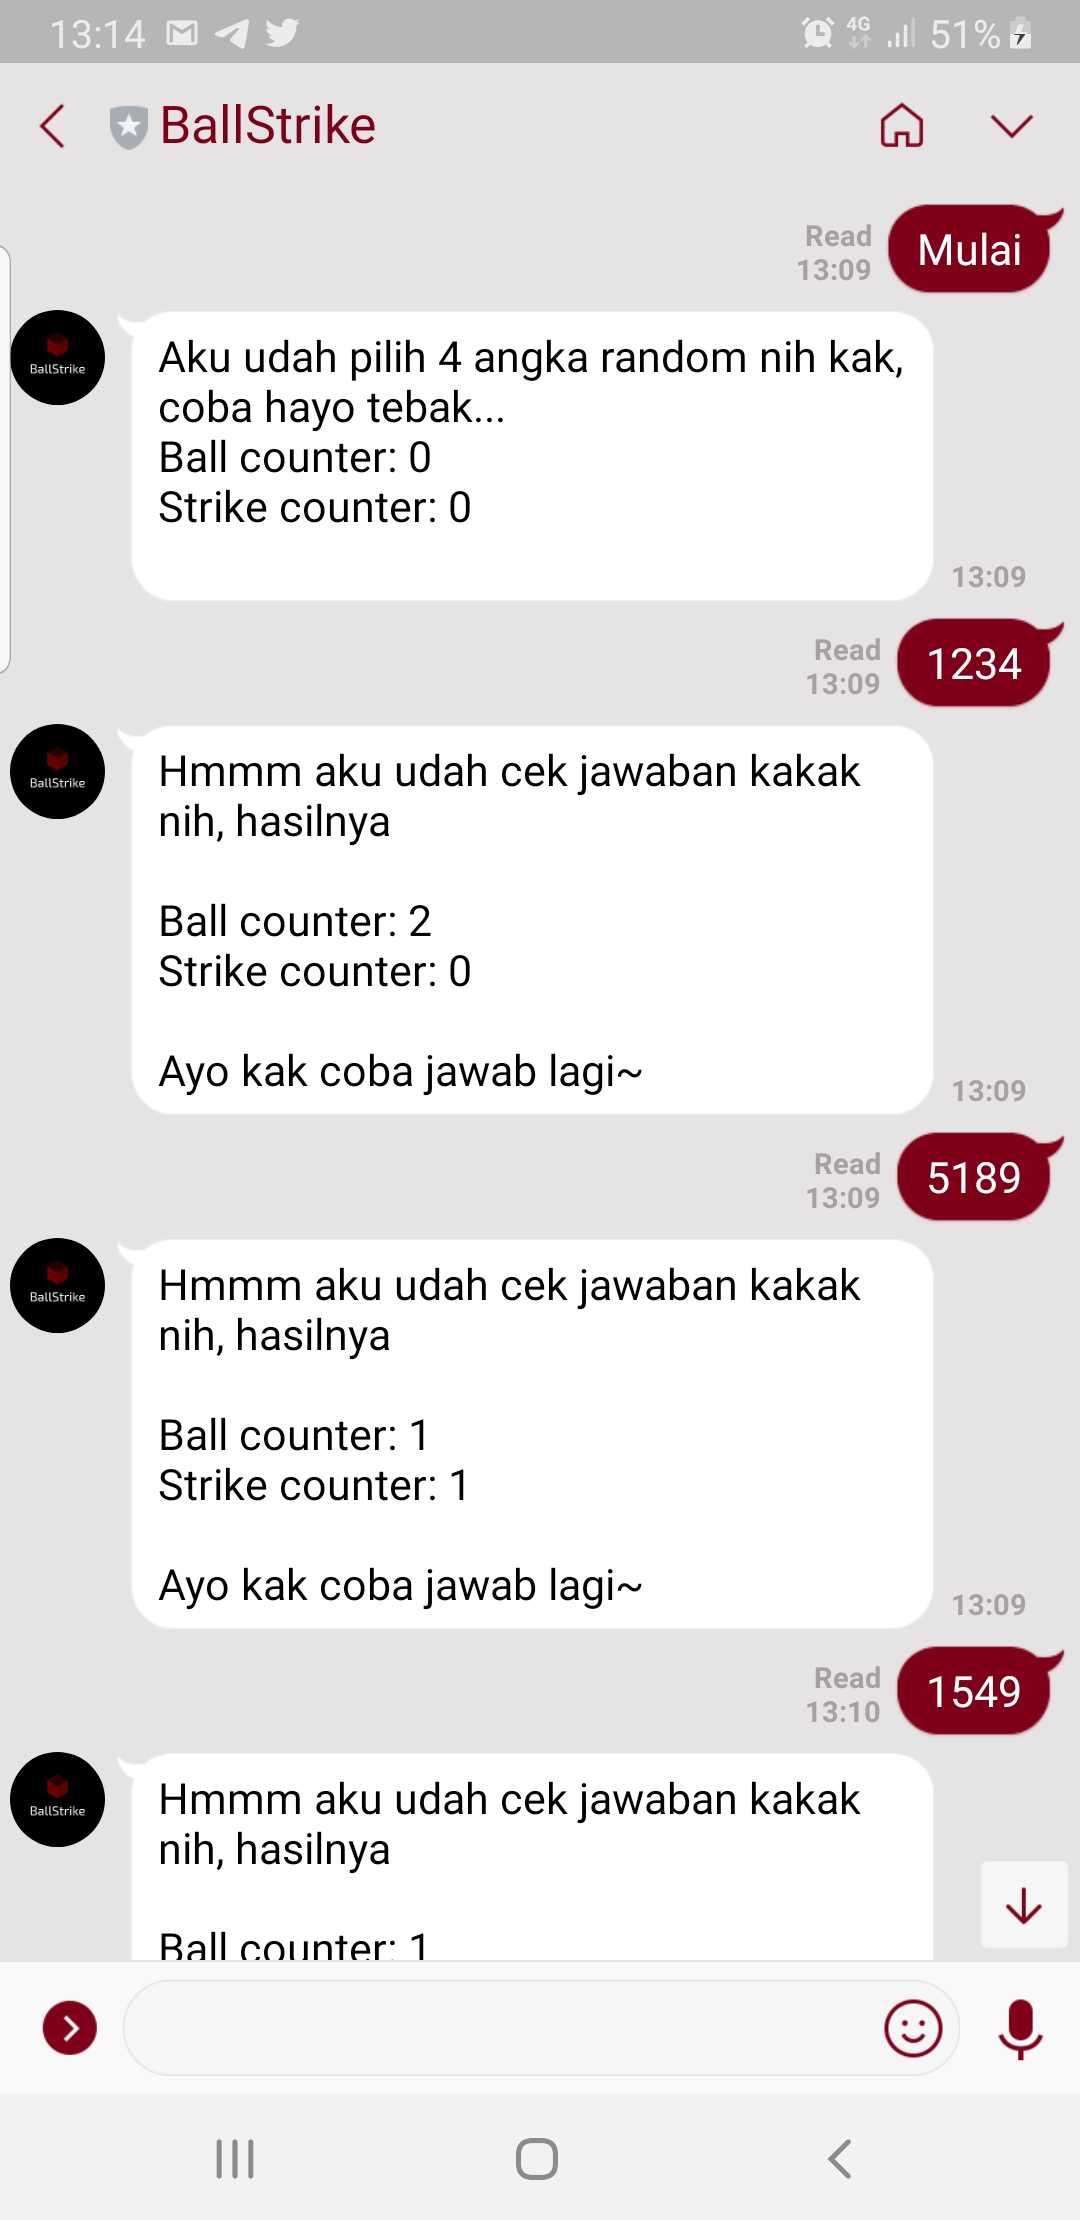 13:14 4G 51%
BallStrike
Mulai
Read
13:09
BallStrike
Aku udah pilih 4 angka random nih kak,
coba hayo tebak...
Ball counter: 0
Strike counter: 0
13:09
1234
Read
13:09
BallStrike
Hmmm aku udah cek jawaban kakak
nih, hasilnya
Ball counter: 2
Strike counter: 0
Ayo kak coba jawab lagi~
13:09
5189
Read
13:09
BallStrike
Hmmm aku udah cek jawaban kakak
nih, hasilnya
Ball counter: 1
Strike counter: 1
Ayo kak coba jawab lagi~
13:09
1549
Read
13:10
BallStrike
Hmmm aku udah cek jawaban kakak
nih, hasilnya
Ball counter: 1